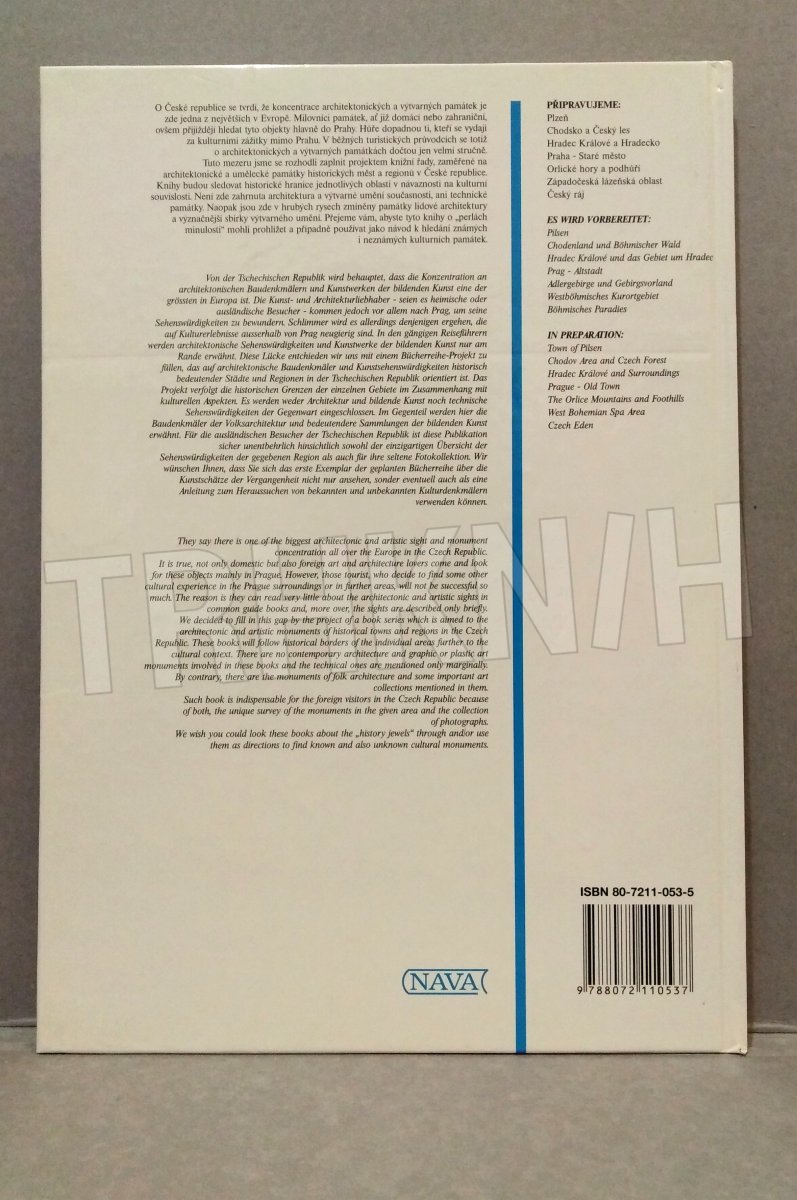 O České republice se tvrdí, že koncentrace architektonických a výtvarných památek je
zde jedna z největších v Evropě. Milovníci památek, ať již domácí nebo zahraniční,
ovšem přijíždějí hledat tyto objekty hlavně do Prahy. Hůře dopadnou ti, kteří se vydají
za kulturními zážitky mimo Prahu. V běžných turistických průvodcích se totiž
o architektonických a výtvarných památkách dočtou jen velmi stručně.
Tuto mezeru jsme se rozhodli zaplnit projektem knižní řady, zaměřené na
architektonické a umělecké památky historických měst a regionů v České republice.
Knihy budou sledovat historické hranice jednotlivých oblastí v návaznosti na kulturní
souvislosti. Není zde zahrnuta architektura a výtvarné umění současnosti, ani technické
památky. Naopak jsou zde v hrubých rysech zmíněny památky lidové architektury
a význačnější sbírky výtvarného umění. Přejeme vám, abyste tyto knihy o „perlách
minulosti“ mohli prohlížet a případně používat jako návod k hledání známých
i neznámých kulturních památek.
Von der Tschechischen Republik wird behauptet, dass die Konzentration an
architektonischen Baudenkmälern und Kunstwerken der bildenden Kunst eine der
grössten in Europa ist. Die Kunst- und Architekturliebhaber - seien es heimische oder
ausländische Besucher - kommen jedoch vor allem nach Prag, um seine
Sehenswürdigkeiten zu bewundern. Schlimmer wird es allerdings denjenigen ergehen, die
auf Kulturerlebnisse ausserhalb von Prag neugierig sind. In den gängigen Reiseführern
werden architektonische Sehenswürdigkeiten und Kunstwerke der bildenden Kunst nur am
Rande erwähnt. Diese Lücke entchieden wir uns mit einem Bücherreihe-Projekt zu
füllen, das auf architektonische Baudenkmäler und Kunstsehenswürdigkeiten historisch
bedeutender Städte und Regionen in der Tschechischen Republik orientiert ist. Das
Projekt verfolgt die historischen Grenzen der einzelnen Gebiete im Zusammenhang mit
kulturellen Aspekten. Es werden weder Architektur und bildende Kunst noch technische
Sehenswürdigkeiten der Gegenwart eingeschlossen. Im Gegenteil werden hier die
Baudenkmäler der Volksarchitektur und bedeutendere Sammlungen der bildenden Kunst
erwähnt. Für die ausländischen Besucher der Tschechischen Republik ist diese Publikation
sicher unentbehrlich hinsichtlich sowohl der einzigartigen Übersicht der
Sehenswürdigkeiten der gegebenen Region als auch für ihre seltene Fotokollektion. Wir
wünschen Ihnen, dass Sie sich das erste Exemplar der geplanten Bücherreihe über die
Kunstschätze der Vergangenheit nicht nur ansehen, sonder eventuell auch als eine
Anleitung zum Heraussuchen von bekannten und unbekannten Kulturdenkmälern
verwenden können.
They say there is one of the biggest architectonic and artistic sight and monument
concentration all over the Europe in the Czech Republic.
It is true, not only domestic but also foreign art and architecture lovers come and look
for these objects mainly in Prague. However, those tourist, who decide to find some other
cultural experience in the Prague surroundings or in further areas, will not be successful so
much. The reason is they can read very little about the architectonic and artistic sights in
common guide books and, more over, the sights are described only briefly.
We decided to fill in this gap by the project of a book series which is aimed to the
architectonic and artistic monuments of historical towns and regions in the Czech
Republic. These books will follow historical borders of the individual areas further to the
cultural context. There are no contemporary architecture and graphic or plastic art
monuments involved in these books and the technical ones are mentioned only marginally.
By contrary, there are the monuments of folk architecture and some important art
collections mentioned in them.
Such book is indispensable for the foreign visitors in the Czech Republic because
of both, the unique survey of the monuments in the given area and the collection
of photographs.
We wish you could look these books about the „history jewels“ through and/or use
them as directions to find known and also unknown cultural monuments.
NAVA
PŘIPRAVUJEME:
Plzeň
Chodsko a Český les
Hradec Králové a Hradecko
Praha - Staré město
Orlické hory a podhůří
Západočeská lázeňská oblast
Český ráj
ES WIRD VORBEREITET:
Pilsen
Chodenland und Böhmischer Wald
Hradec Králové und das Gebiet um Hradec
Prag - Altstadt
Adlergebirge und Gebirgsvorland
Westböhmisches Kurortgebiet
Böhmisches Paradies
IN PREPARATION:
Town of Pilsen
Chodov Area and Czech Forest
Hradec Králové and Surroundings
Prague - Old Town
The Orlice Mountains and Foothills
West Bohemian Spa Area
Czech Eden
ISBN 80-7211-053-5
9 788072 110537